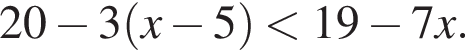 20 − 3(x − 5) < 19 − 7x.